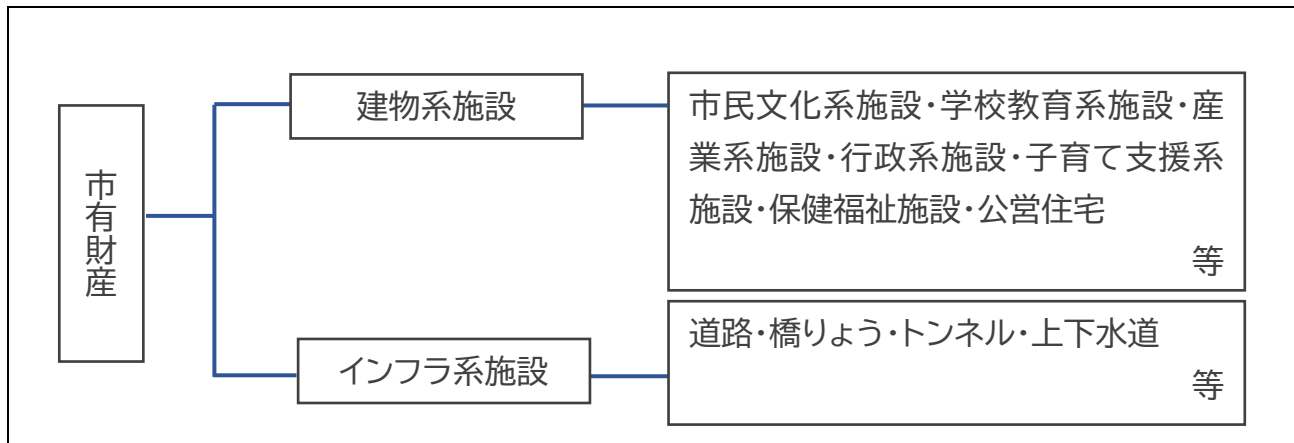 市有財産
建物系施設
市民文化系施設・学校教育系施設・産
業系施設・行政系施設・子育て支援系
施設・保健福祉施設・公営住宅
等
インフラ系施設
道路・橋りょう・トンネル・上下水道
等